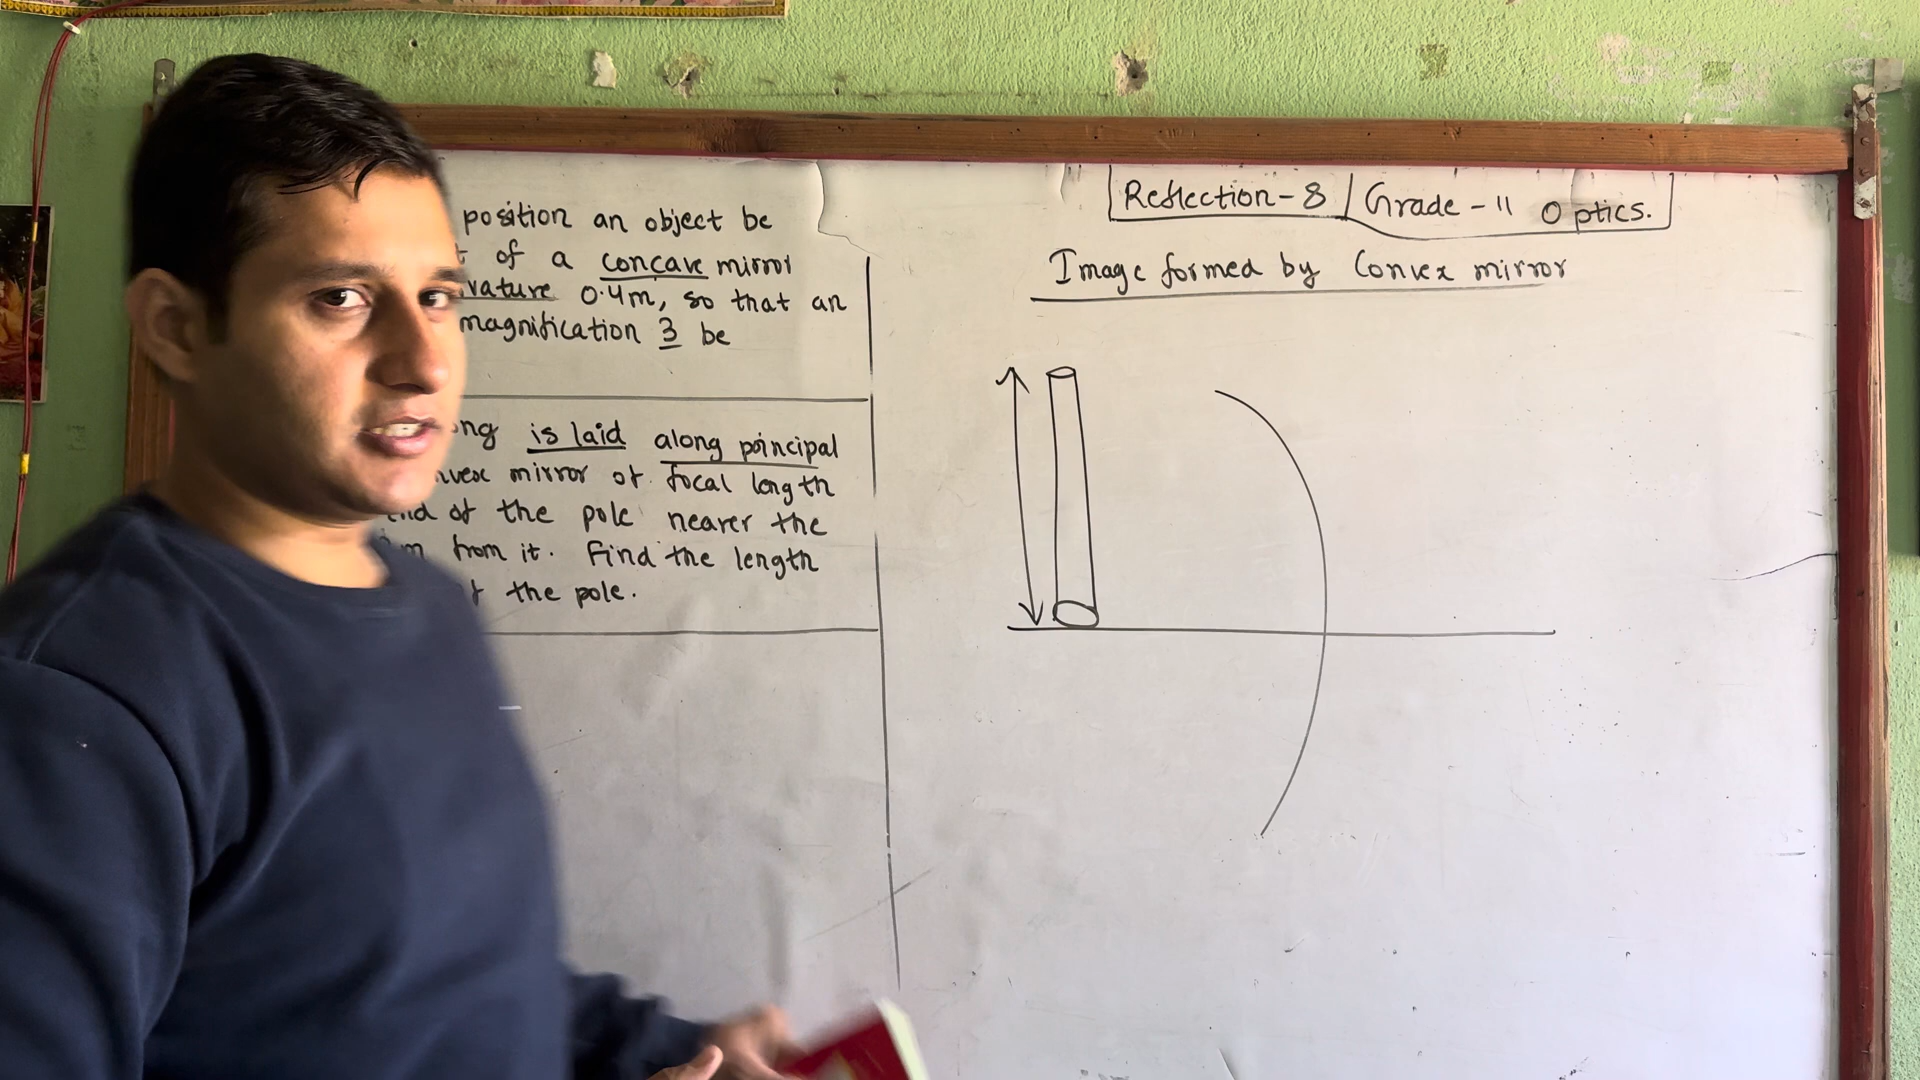 position an object be
of a concave mirror
vature 0.4m, so that an
magnification 3 be
ng is laid along principal
nvex mirror of focal length
end of the pole nearer the
m from it. Find the length
the pole.
Reflection-8 Grade-11 Optics.
Image formed by Convex mirror